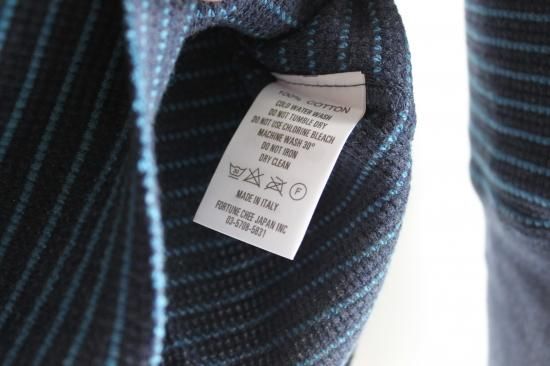 100% COTTON
COLD WATER WASH
DO NOT TUMBLE DRY
DO NOT USE CHLORINE BLEACH
MACHINE WASH 30°
DO NOT IRON
DRY CLEAN
F
MADE IN ITALY
FORTUNE CHEF JAPAN INC
03-5708-5831